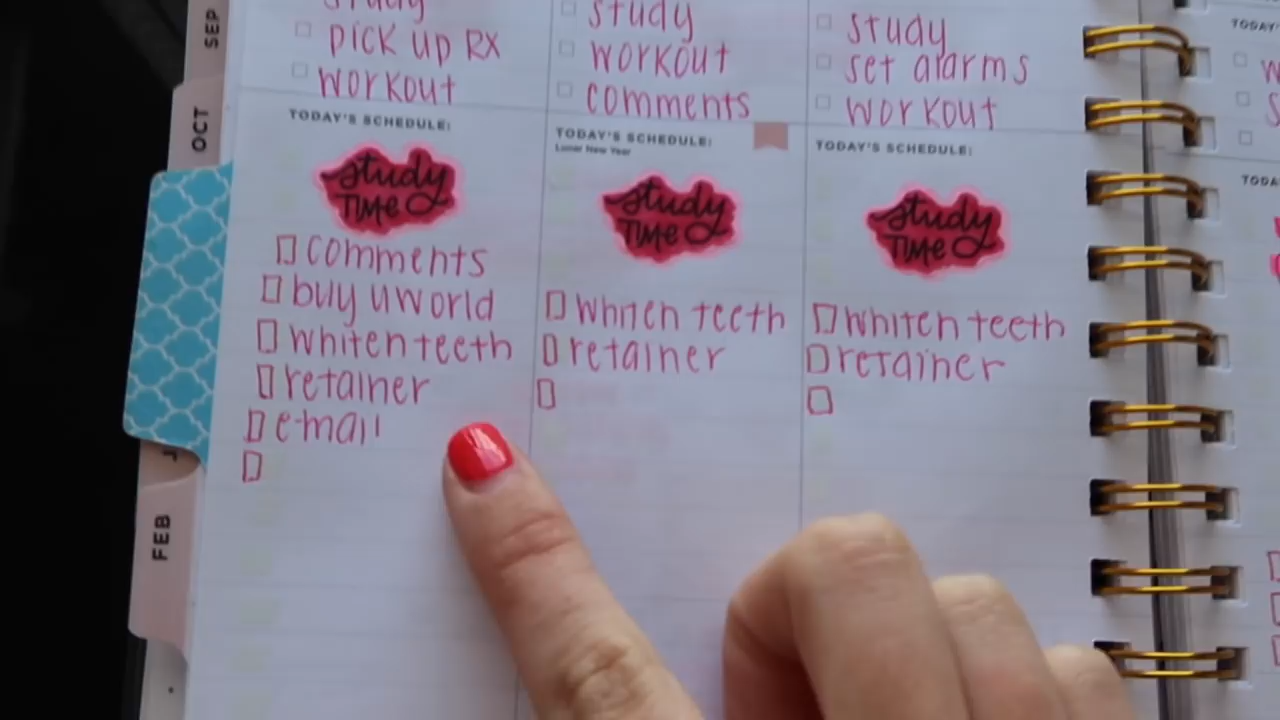 study
pick up RX
workout
TODAY'S SCHEDULE:
study
TIME
comments
buy uworld
whiten teeth
retainer
e-mail
study
workout
comments
TODAY'S SCHEDULE:
Lunar New Year
study
TIME
whiten teeth
retainer
study
set alarms
workout
TODAY'S SCHEDULE:
study
TIME
whiten teeth
retainer
SEP
OCT
J
FEB
TODAY'
TODA